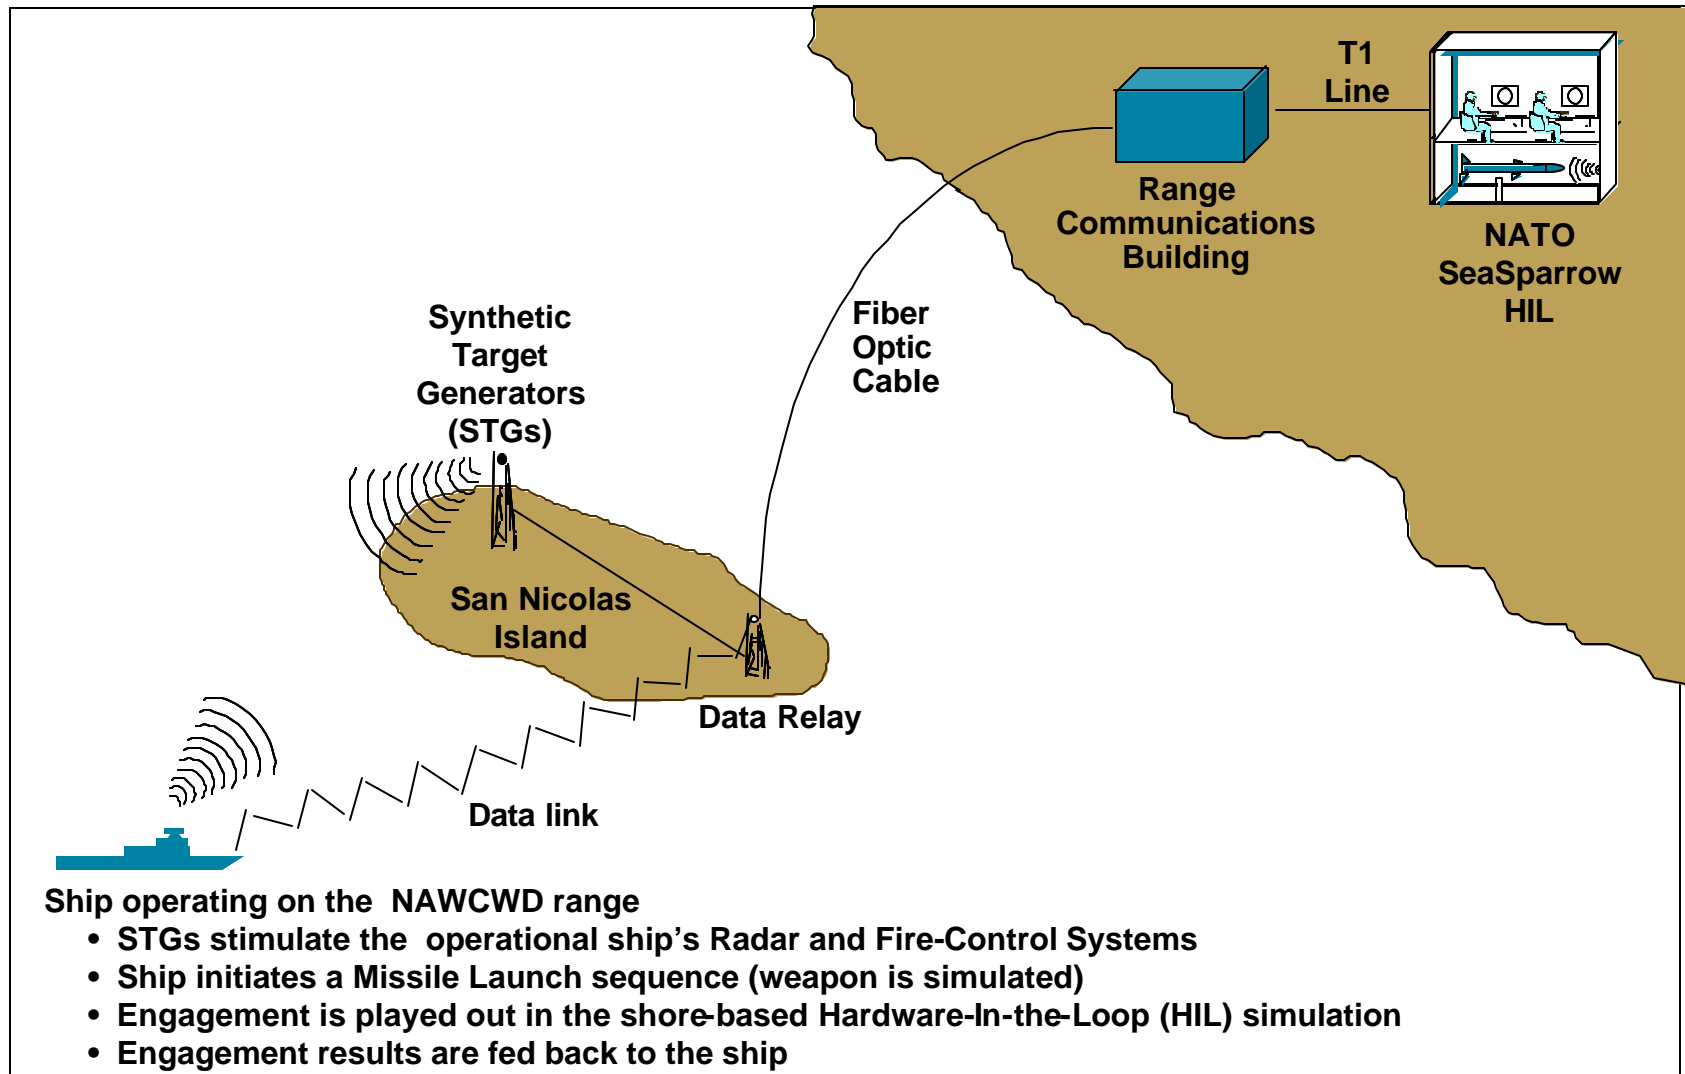 T1
Line
Range
Communications
Building
NATO
SeaSparrow
HIL
Fiber
Optic
Cable
Synthetic
Target
Generators
(STGs)
San Nicolas
Island
Data Relay
Data link
Ship operating on the NAWCWD range
• STGs stimulate the operational ship's Radar and Fire-Control Systems
• Ship initiates a Missile Launch sequence (weapon is simulated)
• Engagement is played out in the shore-based Hardware-In-the-Loop (HIL) simulation
• Engagement results are fed back to the ship